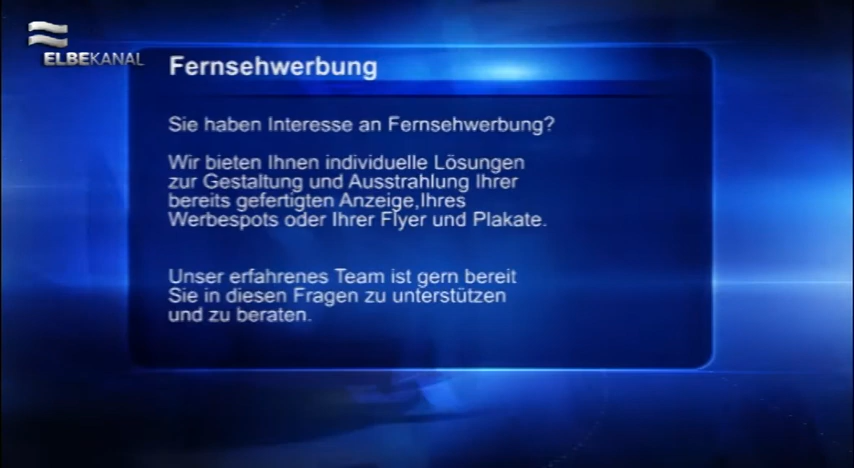 ELBEKANAL
Fernsehwerbung
Sie haben Interesse an Fernsehwerbung?
Wir bieten Ihnen individuelle Lösungen
zur Gestaltung und Ausstrahlung Ihrer
bereits gefertigten Anzeige,Ihres
Werbespots oder Ihrer Flyer und Plakate.
Unser erfahrenes Team ist gern bereit
Sie in diesen Fragen zu unterstützen
und zu beraten.